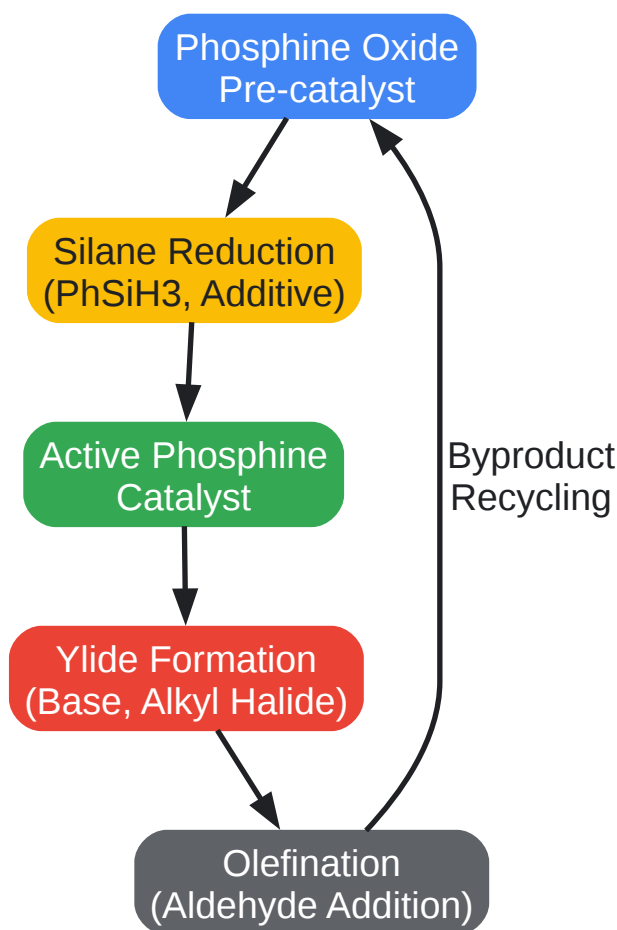 Phosphine Oxide
Pre-catalyst
Silane Reduction
(PhSiH3, Additive)
Active Phosphine
Catalyst
Byproduct
Recycling
Ylide Formation
(Base, Alkyl Halide)
Olefination
(Aldehyde Addition)